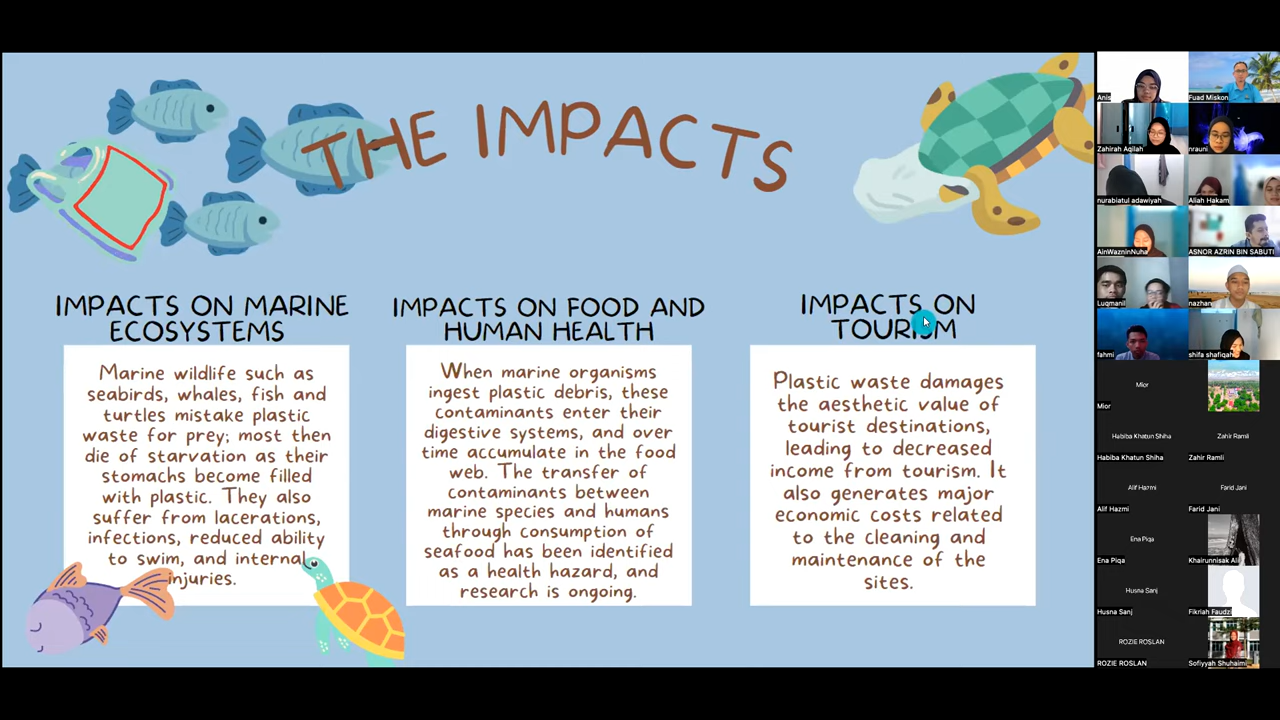 THE IMPACTS
IMPACTS ON MARINE
ECOSYSTEMS
Marine wildlife such as
seabirds, whales, fish and
turtles mistake plastic
waste for prey; most then
die of starvation as their
stomachs become filled
with plastic. They also
suffer from lacerations,
infections, reduced ability
to swim, and internal
injuries.
IMPACTS ON FOOD AND
HUMAN HEALTH
When marine organisms
ingest plastic debris, these
contaminants enter their
digestive systems, and over
time accumulate in the food
web. The transfer of
contaminants between
marine species and humans
through consumption of
seafood has been identified
as a health hazard, and
research is ongoing.
IMPACTS ON
TOURISM
Plastic waste damages
the aesthetic value of
tourist destinations,
leading to decreased
income from tourism. It
also generates major
economic costs related
to the cleaning and
maintenance of the
sites.
Anis
Fuad Miskon
Zahirah Aqilah
nrauni
nurabiatul adawiyah
Aliah Hakam
AinWazninNuha
ASNOR AZRIN BIN SABUTI
Luqmanil
nazhan
fahmi
shifa shafiqah
Mior
Mior
Habiba Khatun Shiha
Zahir Ramli
Habiba Khatun Shiha
Zahir Ramli
Alif Hazmi
Farid Jani
Alif Hazmi
Farid Jani
Ena Piqa
Ena Piqa
Khairunnisak Ali
Husna Sanj
Husna Sanj
Fikriah Faudz
ROZIE ROSLAN
ROZIE ROSLAN
Sofiyyah Shuhaimi